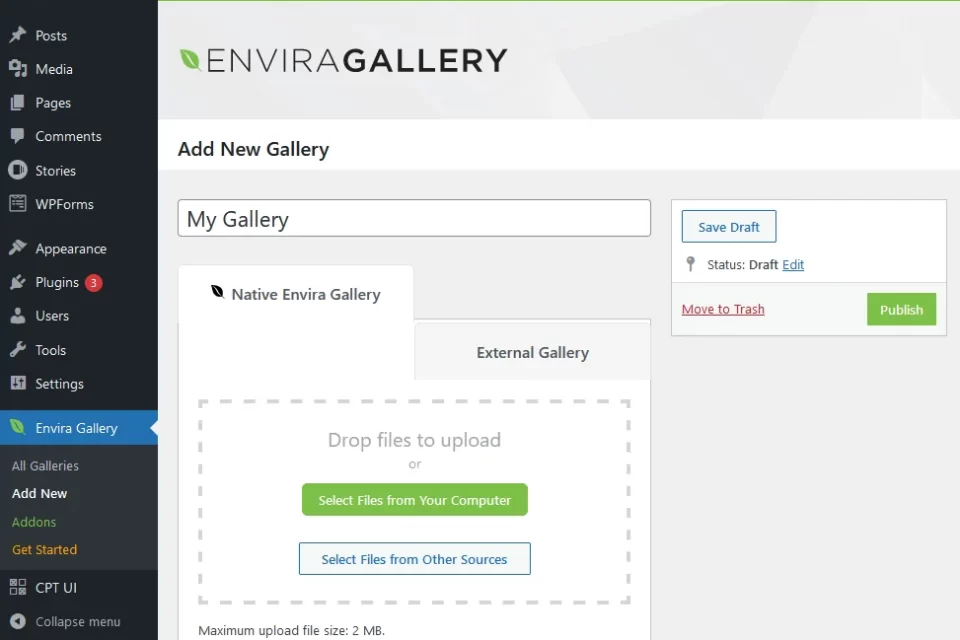 Posts
Media
Pages
Comments
Stories
WPForms
Appearance
Plugins 3
Users
Tools
Settings
Envira Gallery
All Galleries
Add New
Addons
Get Started
CPT UI
Collapse menu
ENVIRAGALLERY
Add New Gallery
My Gallery
Native Envira Gallery
External Gallery
Drop files to upload
or
Select Files from Your Computer
Select Files from Other Sources
Maximum upload file size: 2 MB.
Save Draft
Status: Draft Edit
Move to Trash
Publish